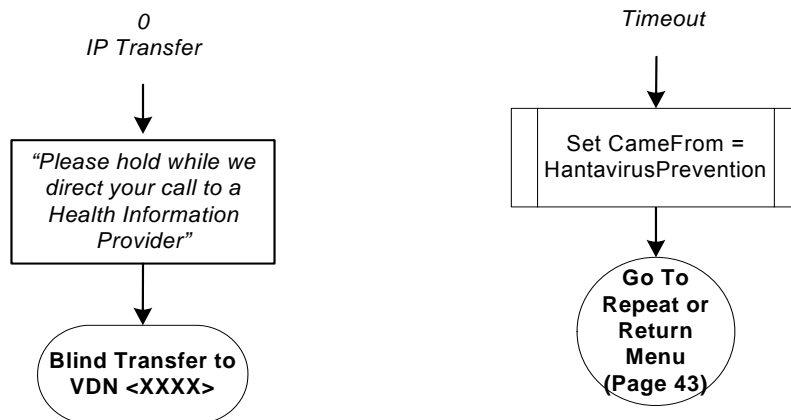 0
IP Transfer
“Please hold while we
direct your call to a
Health Information
Provider”
Blind Transfer to
VDN <XXXX>
Timeout
Set CameFrom =
HantavirusPrevention
Go To
Repeat or
Return
Menu
(Page 43)